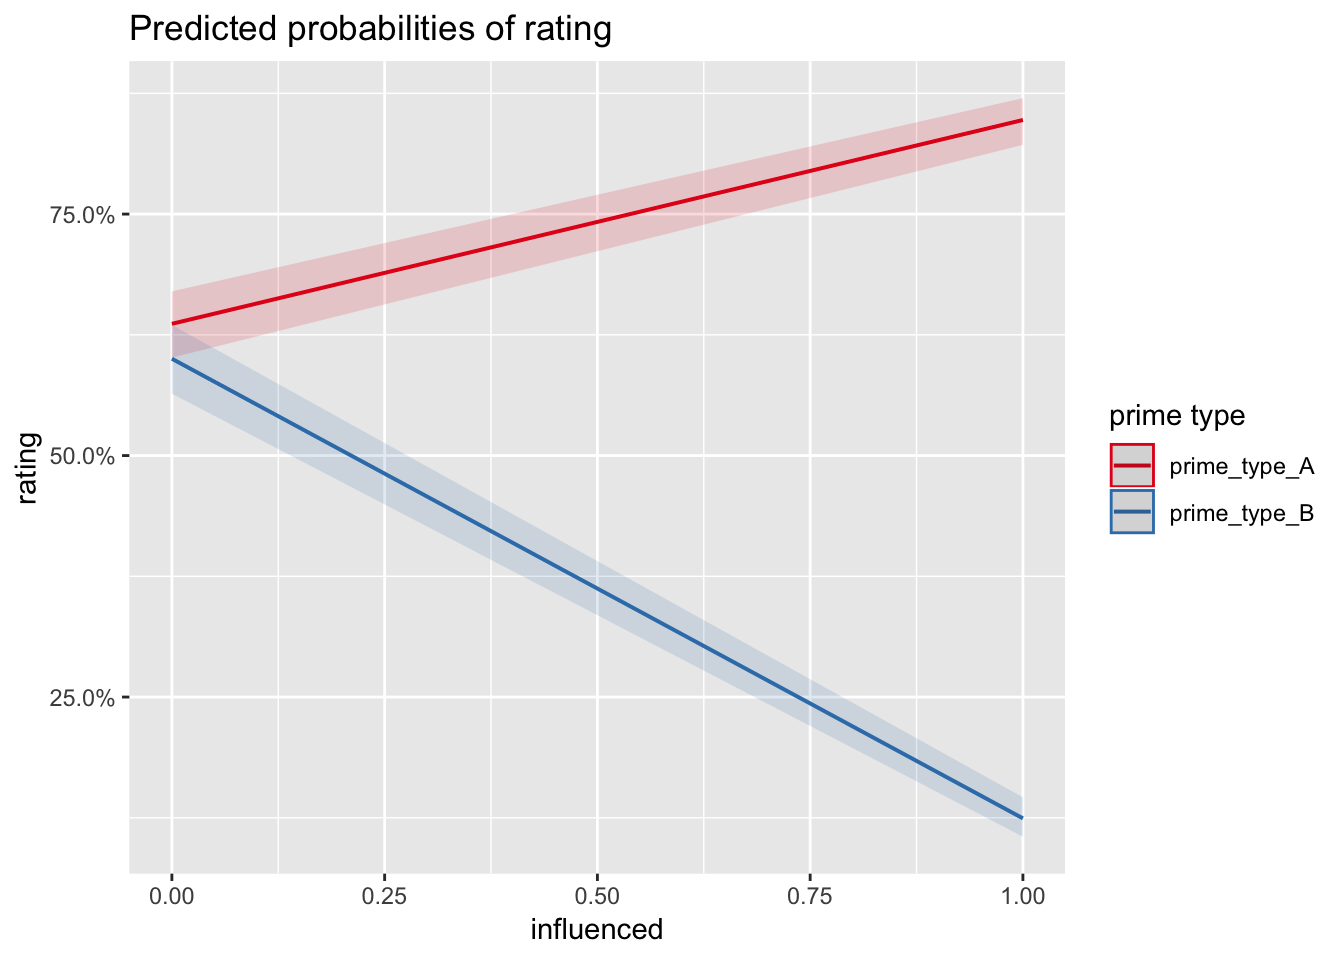 Predicted probabilities of rating
75.0%
50.0%
25.0%
rating
0.00 0.25 0.50 0.75 1.00
influenced
prime type
prime_type_A
prime_type_B